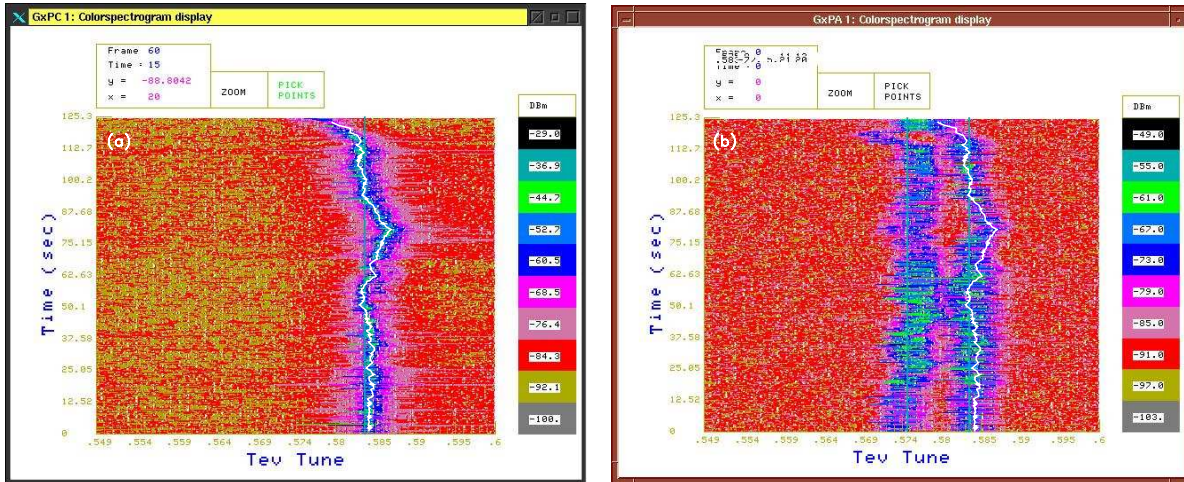 GxPC 1: Colorspectrogram display
Frame 60
Time : 15
y = -88.8042
x = 20
ZOOM
PICK
POINTS
DBm
125.3
112.7
100.2
87.68
75.15
62.63
50.1
37.58
25.05
12.52
0
Time (sec)
(a)
-29.0
-36.9
-44.7
-52.7
-60.5
-68.5
-76.4
-84.3
-92.1
-100.
.549 .554 .559 .564 .569 .574 .58 .585 .59 .595 .6
Tev Tune
GxPA 1: Colorspectrogram display
0
Time : 0
y = 0
x = 0
ZOOM
PICK
POINTS
DBm
125.3
112.7
100.2
87.68
75.15
62.63
50.1
37.58
25.05
12.52
0
Time (sec)
(b)
-49.0
-55.0
-61.0
-67.0
-73.0
-79.0
-85.0
-91.0
-97.0
-103.
.549 .554 .559 .564 .569 .574 .58 .585 .59 .595 .6
Tev Tune